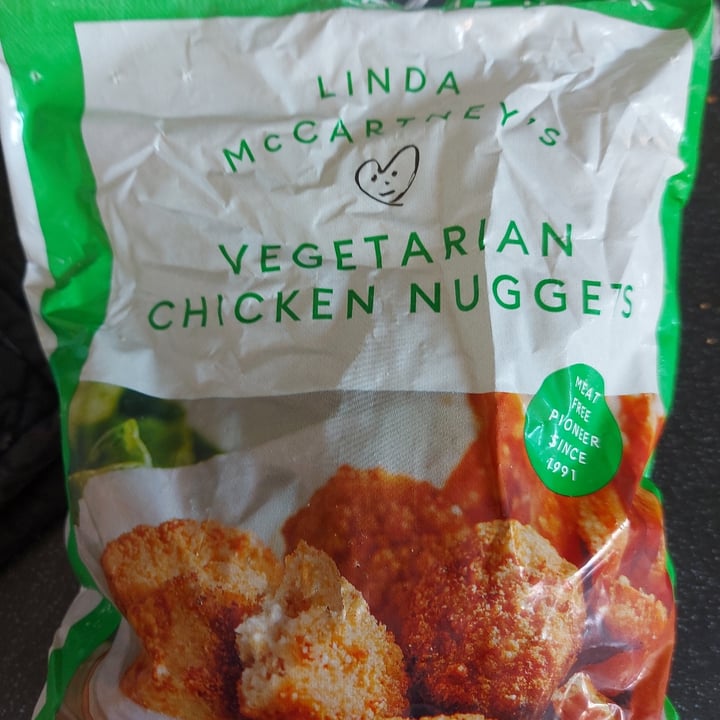 LINDA
McCARTNEY'S
VEGETARIAN
CHICKEN NUGGETS
MEAT
FREE
PIONEER
SINCE
1991